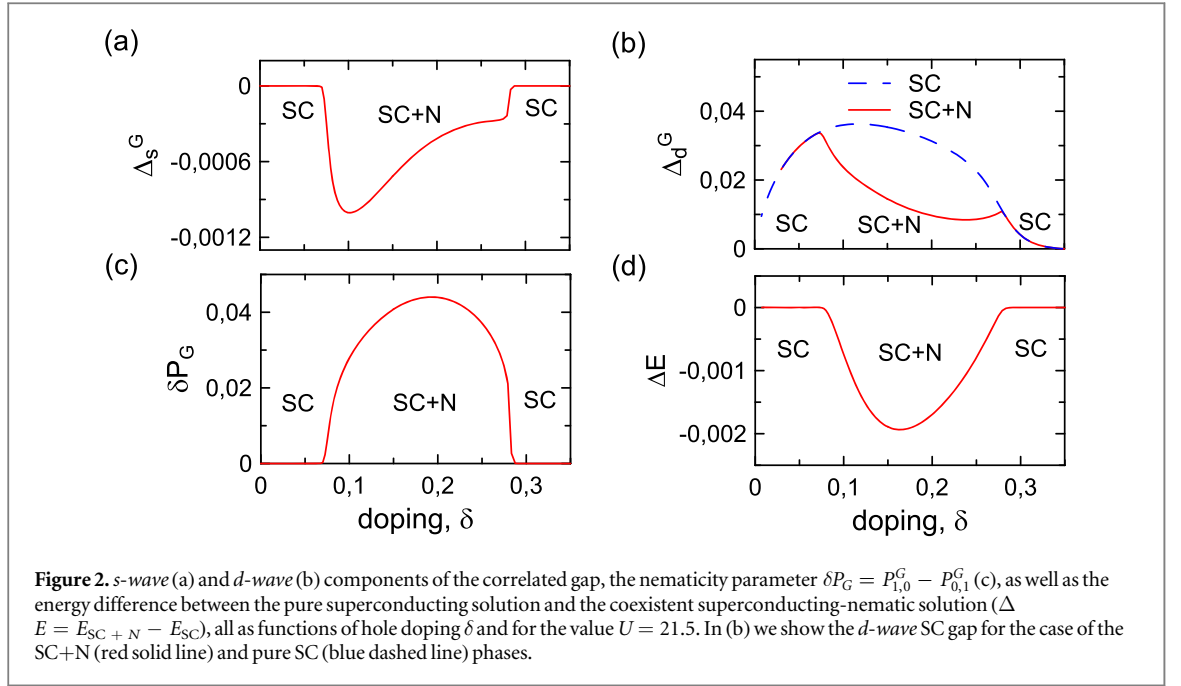 (a)
0
-0,0006
-0,0012
Δ_s^G
SC
SC+N
SC
(b)
0,04
0,02
0
Δ_d^G
SC
SC+N
SC
SC+N
SC
(c)
0,04
0,02
0
δP_G
SC
SC+N
SC
0 0,1 0,2 0,3
doping, δ
(d)
0
-0,001
-0,002
ΔE
SC
SC+N
SC
0 0,1 0,2 0,3
doping, δ
Figure 2. s-wave (a) and d-wave (b) components of the correlated gap, the nematicity parameter δP_G = P_{1,0}^G − P_{0,1}^G (c), as well as the
energy difference between the pure superconducting solution and the coexistent superconducting-nematic solution (Δ
E = E_{SC + N} − E_{SC}), all as functions of hole doping δ and for the value U = 21.5. In (b) we show the d-wave SC gap for the case of the
SC+N (red solid line) and pure SC (blue dashed line) phases.